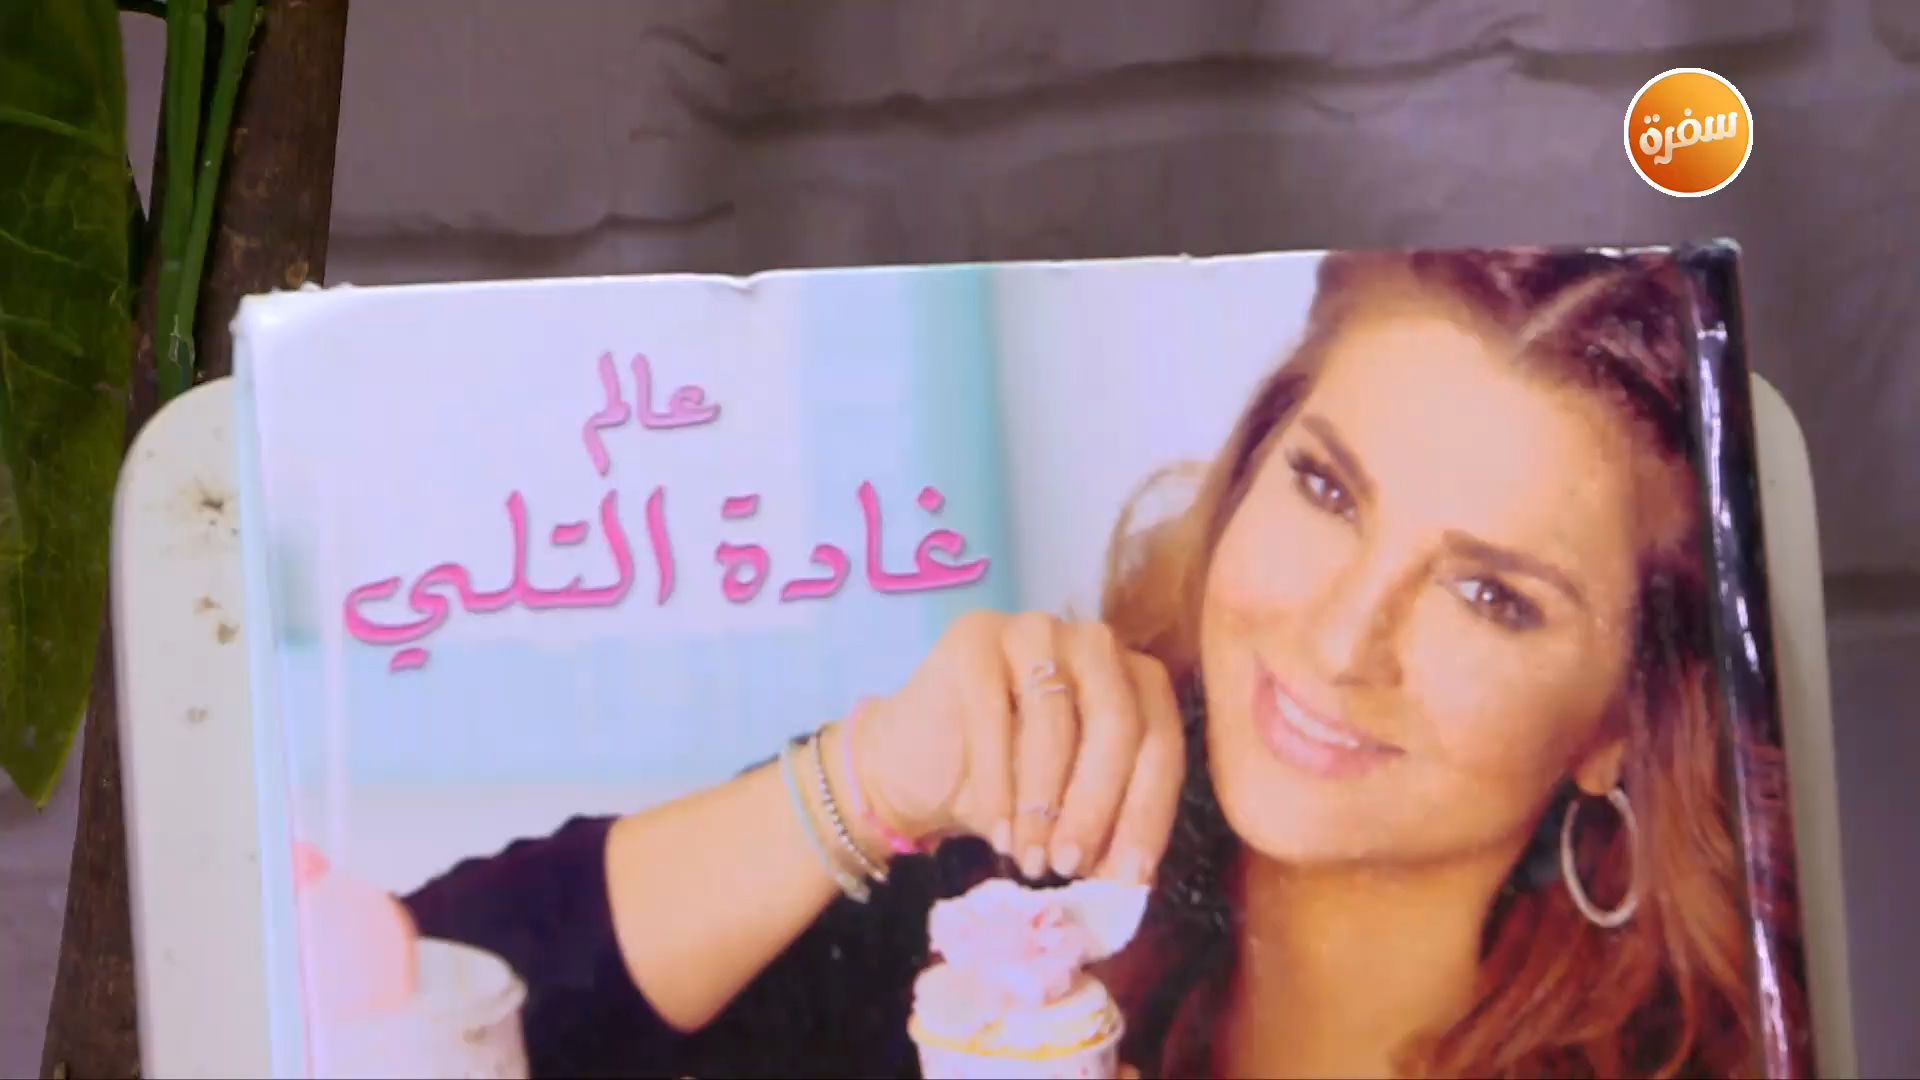 سفرة
عالم
غادة التلي